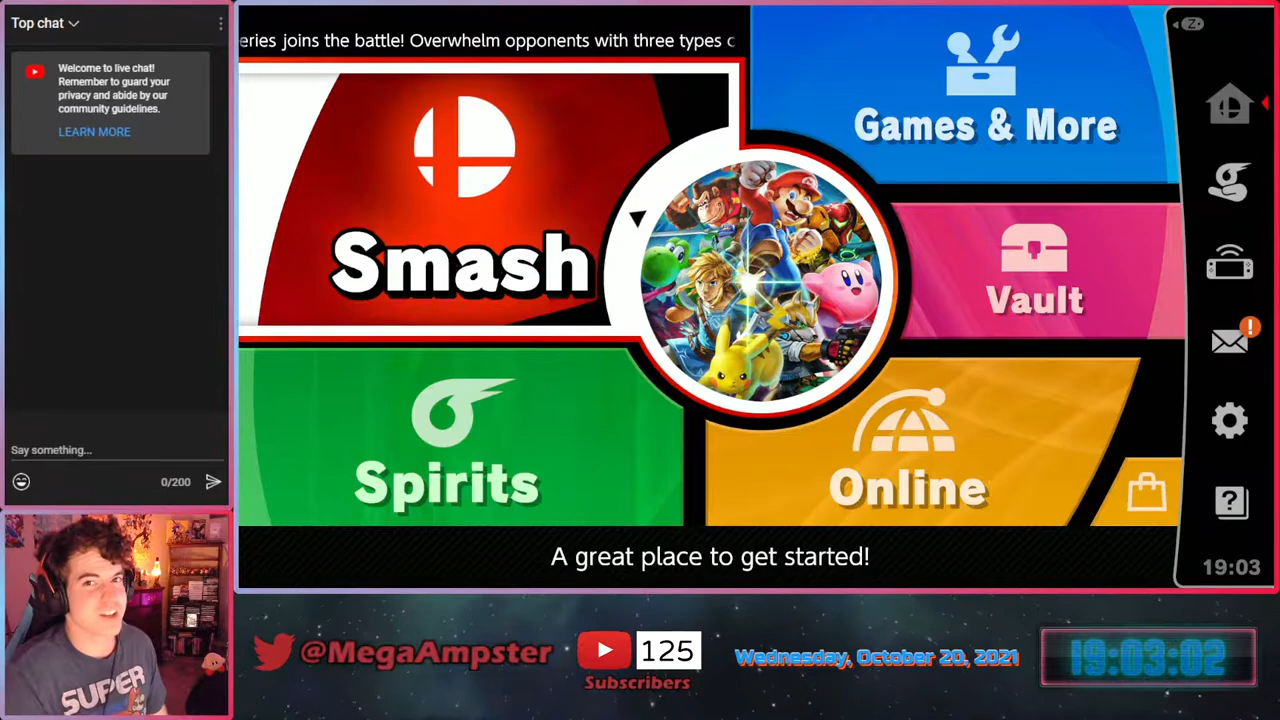 Top chat
Welcome to live chat!
Remember to guard your
privacy and abide by our
community guidelines.
LEARN MORE
Say something...
0/200
eries joins the battle! Overwhelm opponents with three types
Smash
Games & More
Vault
Spirits
Online
A great place to get started!
Z
!
?
19:03
SUPER
@MegaAmpster
125
Subscribers
Wednesday, October 20, 2021
19:03:02